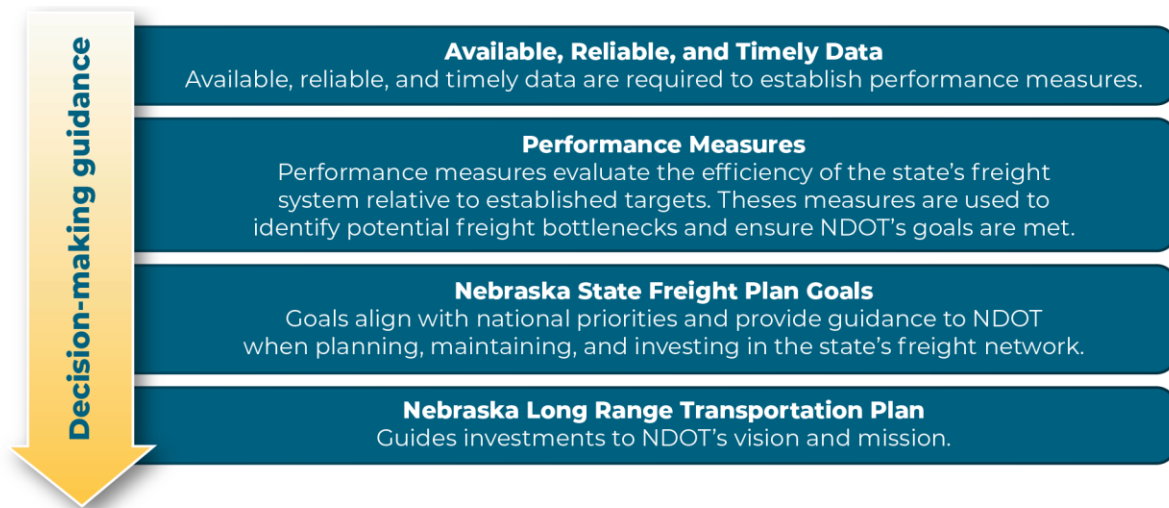 Decision-making guidance
Available, Reliable, and Timely Data
Available, reliable, and timely data are required to establish performance measures.
Performance Measures
Performance measures evaluate the efficiency of the state's freight
system relative to established targets. Theses measures are used to
identify potential freight bottlenecks and ensure NDOT's goals are met.
Nebraska State Freight Plan Goals
Goals align with national priorities and provide guidance to NDOT
when planning, maintaining, and investing in the state's freight network.
Nebraska Long Range Transportation Plan
Guides investments to NDOT's vision and mission.